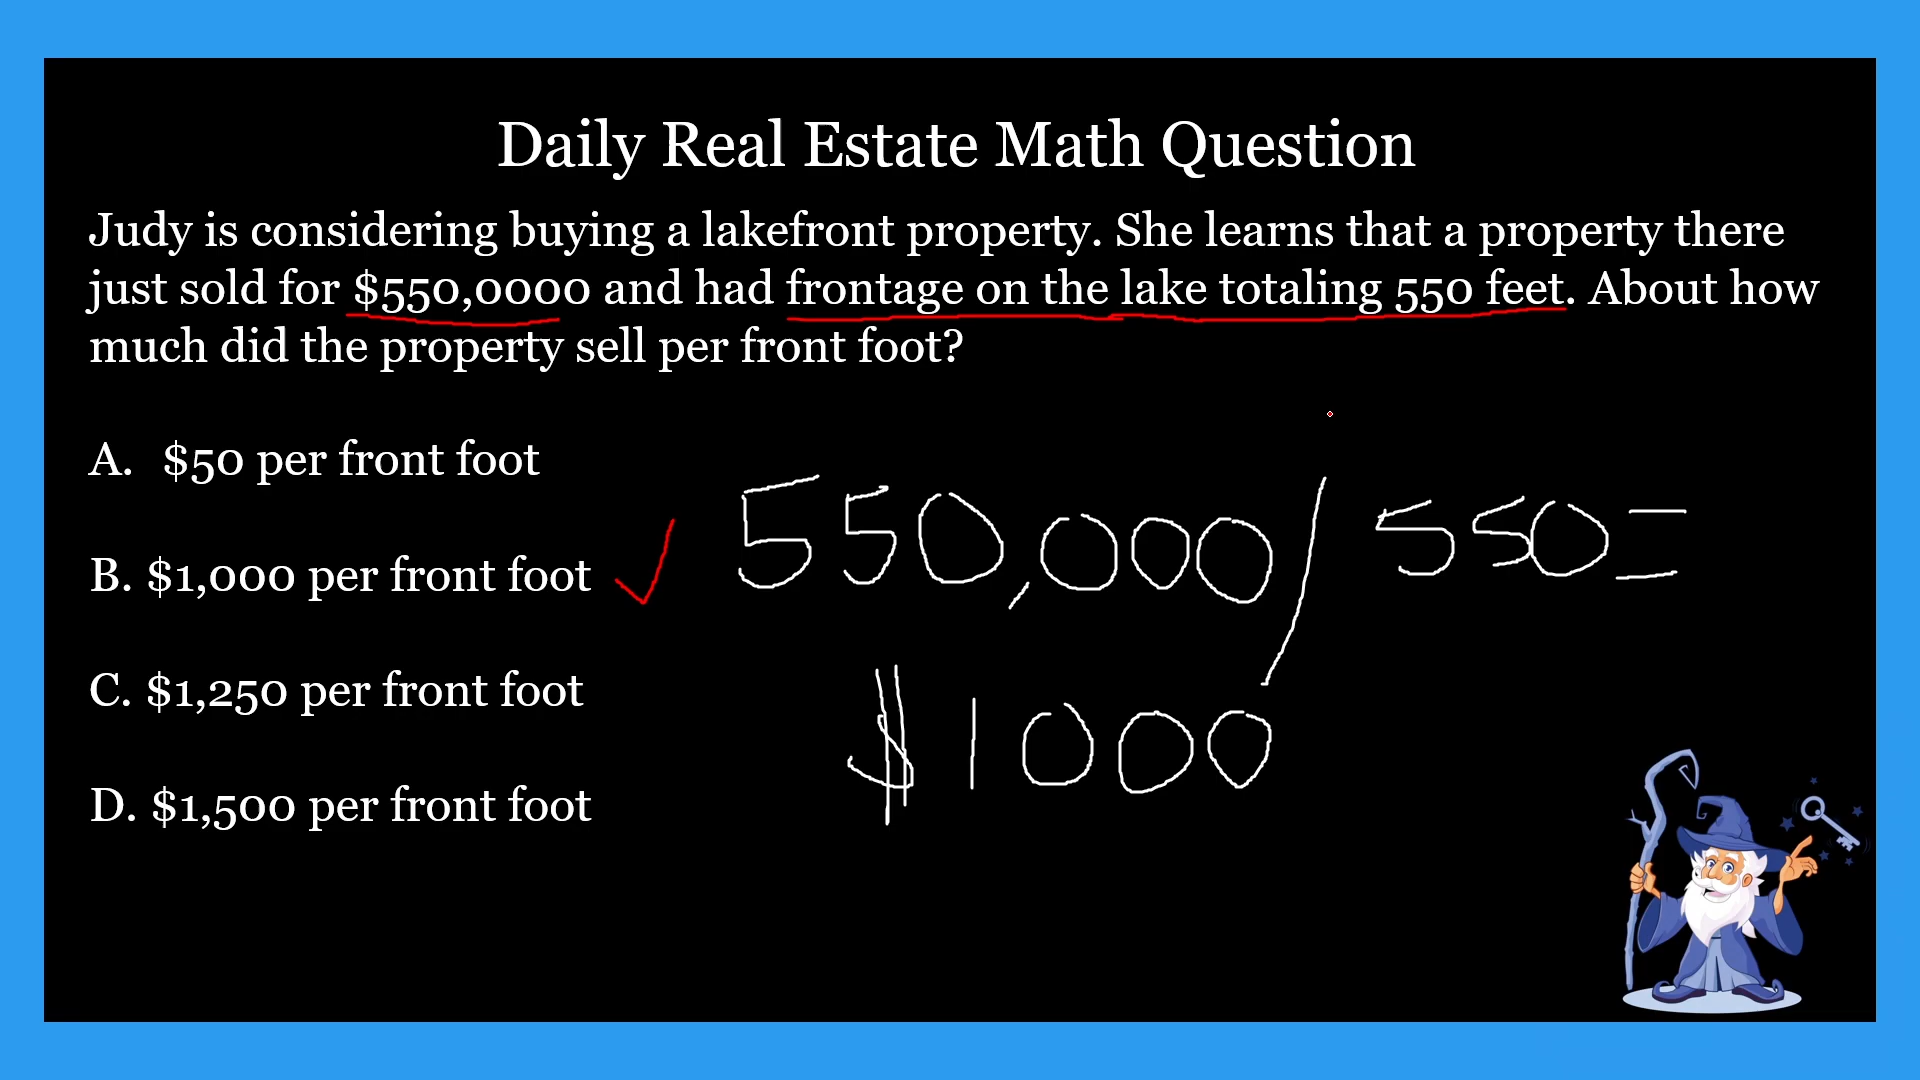 Daily Real Estate Math Question
Judy is considering buying a lakefront property. She learns that a property there
just sold for $550,0000 and had frontage on the lake totaling 550 feet. About how
much did the property sell per front foot?
A. $50 per front foot
B. $1,000 per front foot
C. $1,250 per front foot
D. $1,500 per front foot
550,000/550=
$1000